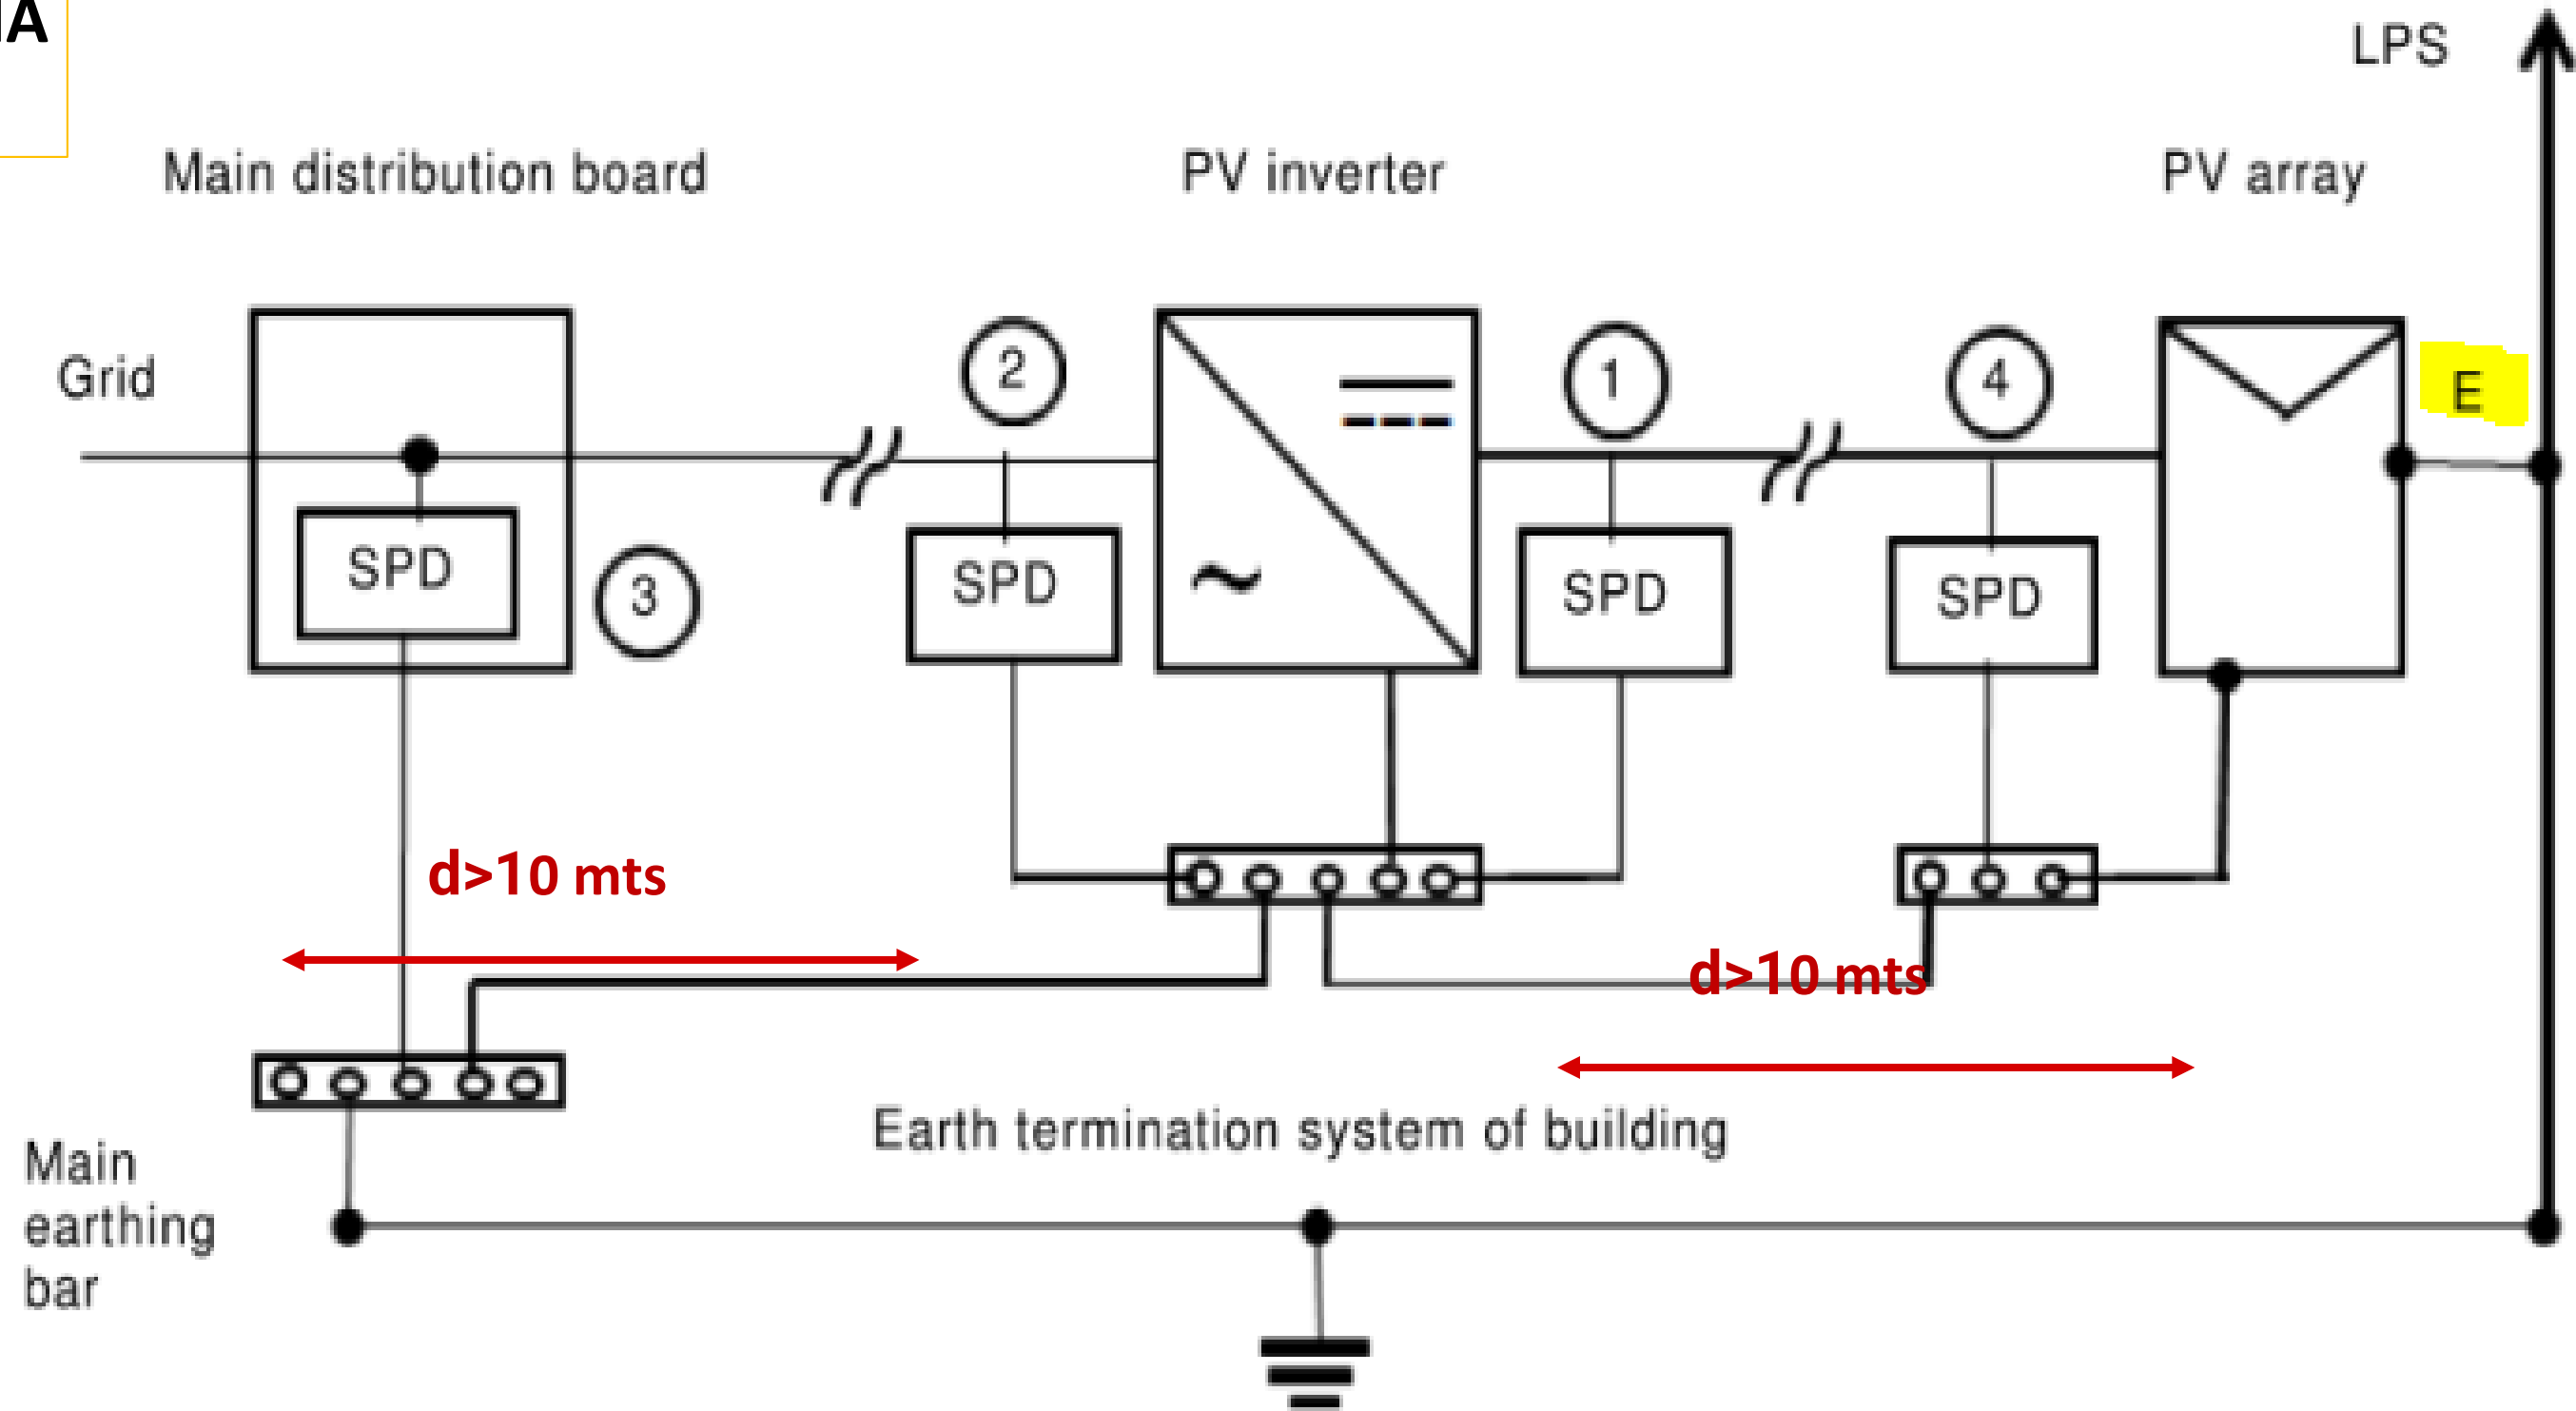 LPS
Main distribution board
PV inverter
PV array
Grid
2
1
4
E
SPD
3
SPD
SPD
SPD
d>10 mts
d>10 mts
Earth termination system of building
Main
earthing
bar